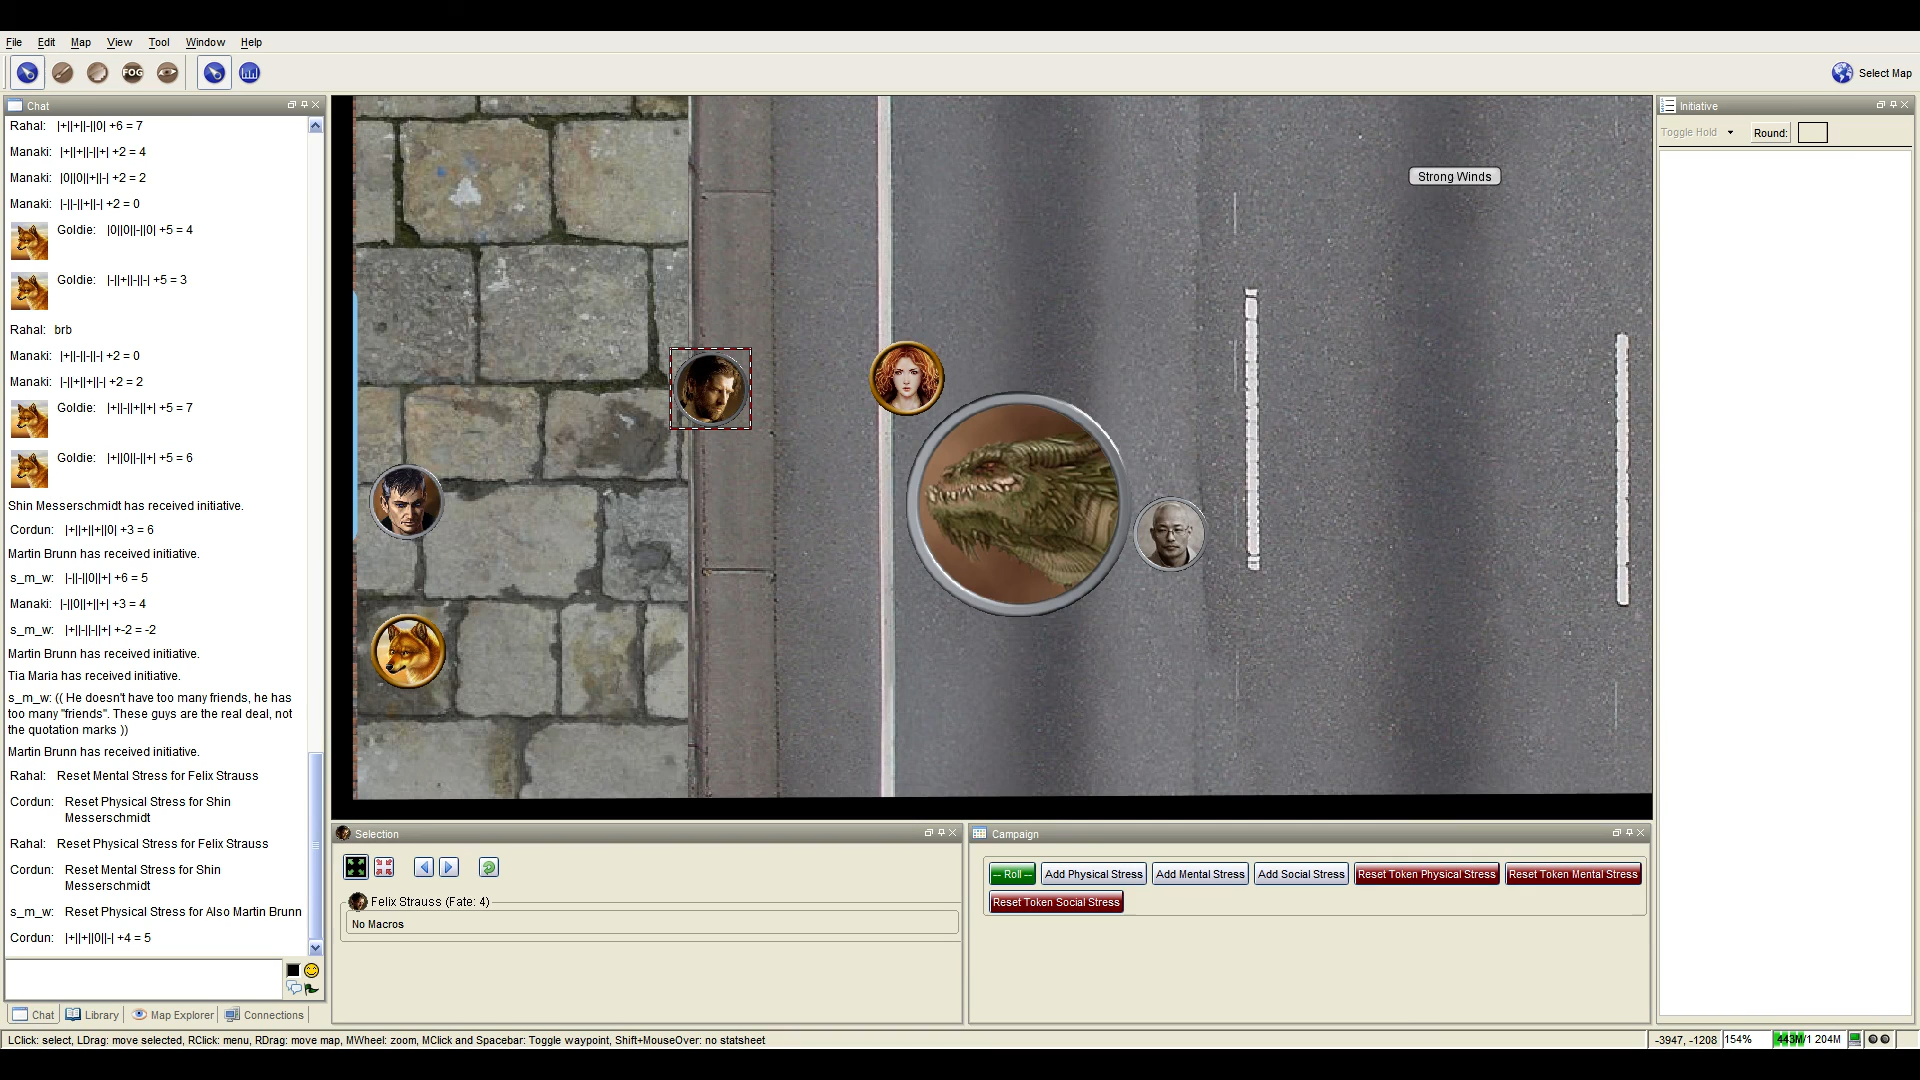 File Edit Map View Tool Window Help
FOG
Select Map
Chat
Rahal: |+||+||-||0| +6 = 7
Manaki: |+||+||-||+| +2 = 4
Manaki: |0||0||+||-| +2 = 2
Manaki: |-||-||+||-| +2 = 0
Goldie: |0||0||-||0| +5 = 4
Goldie: |-||+||-||-| +5 = 3
Rahal: brb
Manaki: |+||-||-||-| +2 = 0
Manaki: |-||+||+||-| +2 = 2
Goldie: |+||-||+||+| +5 = 7
Goldie: |+||0||-||+| +5 = 6
Shin Messerschmidt has received initiative.
Cordun: |+||+||+||0| +3 = 6
Martin Brunn has received initiative.
s_m_w: |-||-||0||+| +6 = 5
Manaki: |-||0||+||+| +3 = 4
s_m_w: |+||-||-||+| +-2 = -2
Martin Brunn has received initiative.
Tia Maria has received initiative.
s_m_w: (( He doesn't have too many friends, he has
too many "friends". These guys are the real deal, not
the quotation marks ))
Martin Brunn has received initiative.
Rahal: Reset Mental Stress for Felix Strauss
Cordun: Reset Physical Stress for Shin
Messerschmidt
Rahal: Reset Physical Stress for Felix Strauss
Cordun: Reset Mental Stress for Shin
Messerschmidt
s_m_w: Reset Physical Stress for Also Martin Brunn
Cordun: |+||+||0||-| +4 = 5
Chat Library Map Explorer Connections
Strong Winds
Selection
Felix Strauss (Fate: 4)
No Macros
Campaign
-- Roll -- Add Physical Stress Add Mental Stress Add Social Stress Reset Token Physical Stress Reset Token Mental Stress
Reset Token Social Stress
Initiative
Toggle Hold Round:
LClick: select, LDrag: move selected, RClick: menu, RDrag: move map, MWheel: zoom, MClick and Spacebar: Toggle waypoint, Shift+MouseOver: no statsheet
-3947, -1208 154% 443M/1 204M